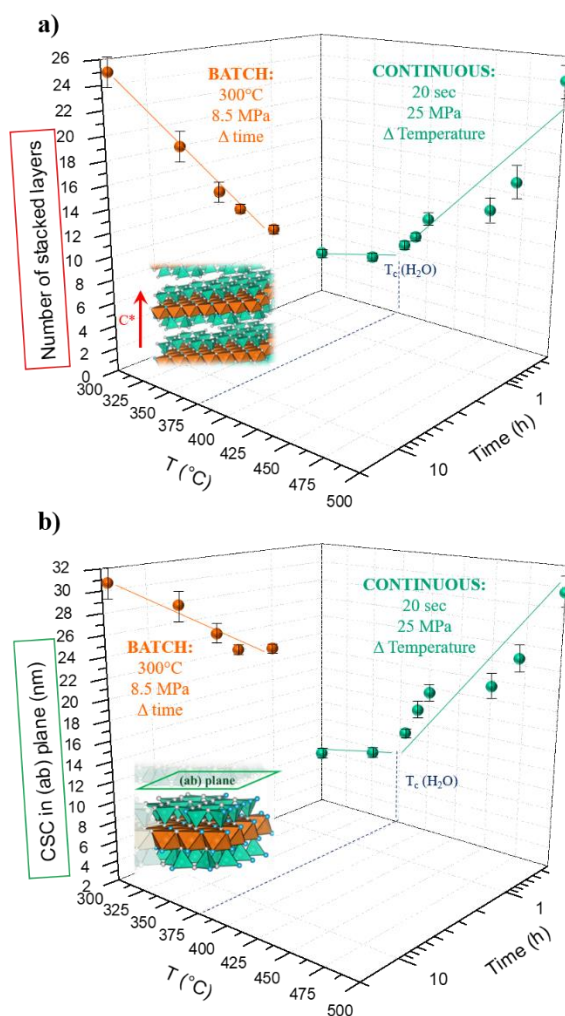 a)
26
24
22
20
18
16
14
12
10
8
6
4
2
0
Number of stacked layers
BATCH:
300°C
8.5 MPa
Δ time
CONTINUOUS:
20 sec
25 MPa
Δ Temperature
Tc (H2O)
C*
300
325
350
375
400
425
450
475
500
T (°C)
10
1
Time (h)
b)
32
30
28
26
24
22
20
18
16
14
12
10
8
6
4
2
CSC in (ab) plane (nm)
CONTINUOUS:
20 sec
25 MPa
Δ Temperature
BATCH:
300°C
8.5 MPa
Δ time
(ab) plane
Tc (H2O)
300
325
350
375
400
425
450
475
500
T (°C)
10
1
Time (h)